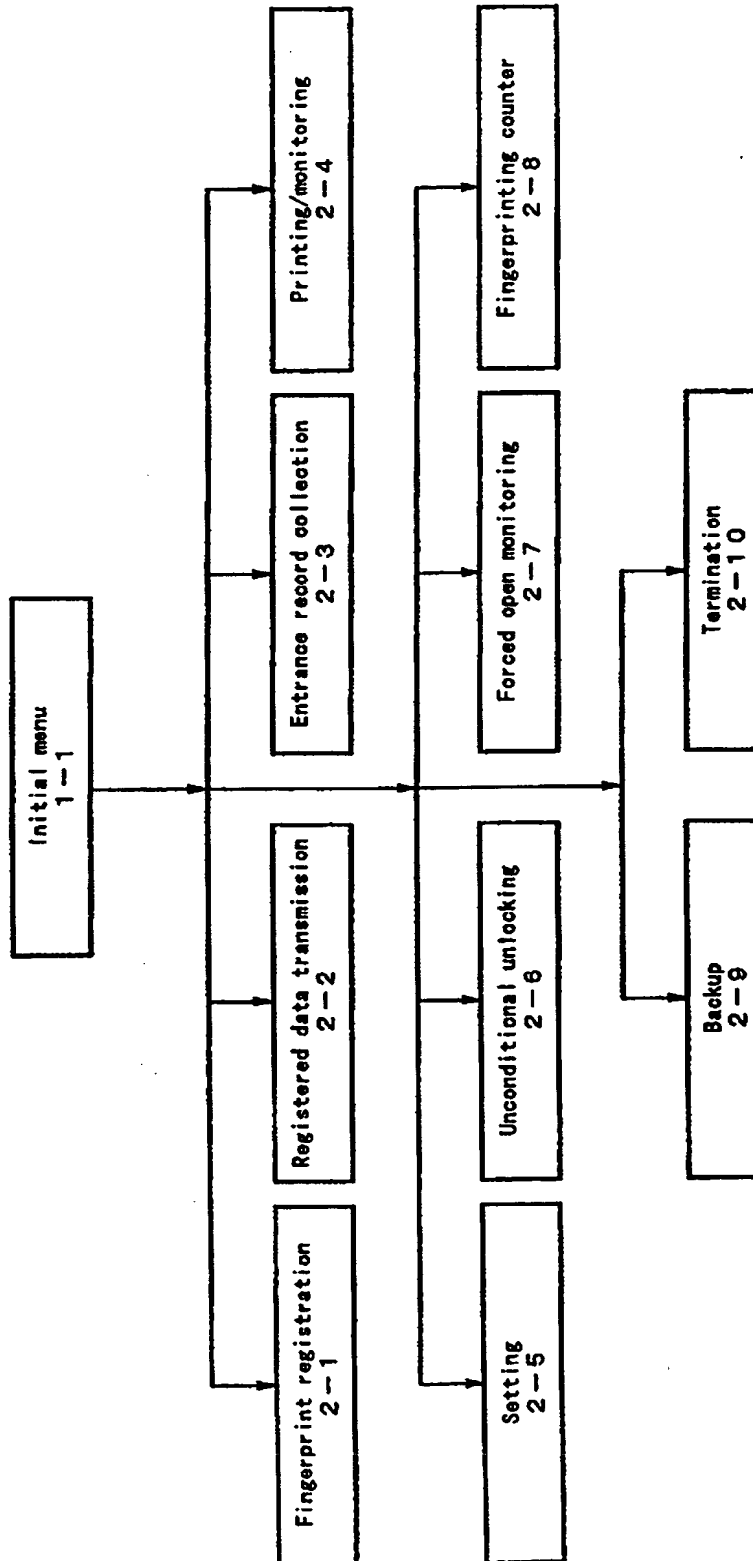 Initial menu
1-1
Fingerprint registration
2-1
Registered data transmission
2-2
Entrance record collection
2-3
Printing/monitoring
2-4
Setting
2-5
Unconditional unlocking
2-6
Forced open monitoring
2-7
Fingerprinting counter
2-8
Backup
2-9
Termination
2-10